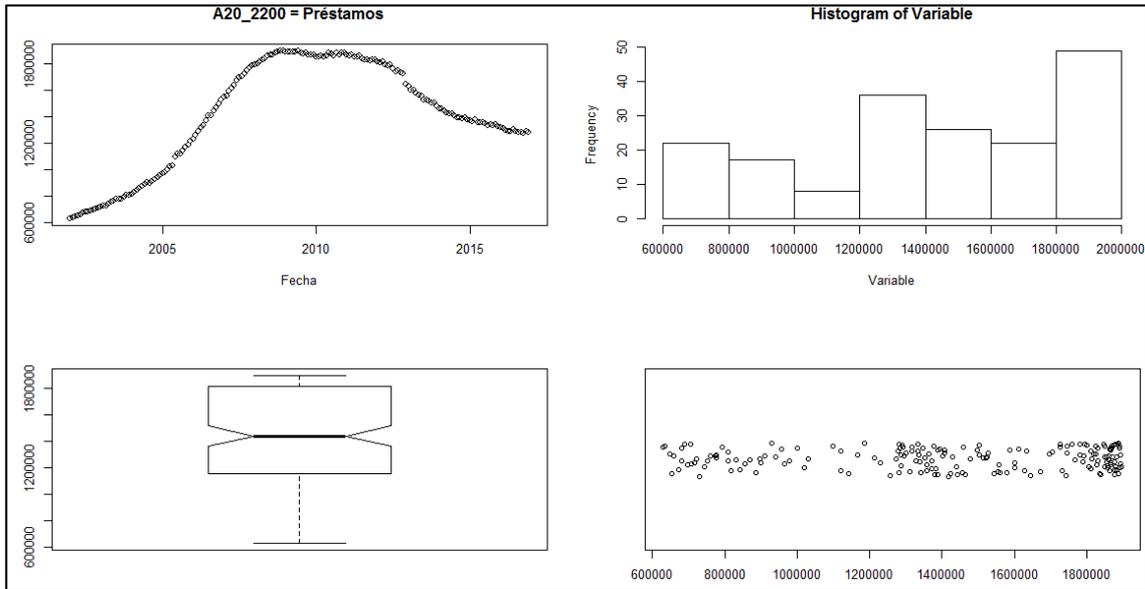 A20_2200 = Préstamos
1800000
1200000
600000
2005 2010 2015
Fecha
Histogram of Variable
Frequency
50
40
30
20
10
0
600000 800000 1000000 1200000 1400000 1600000 1800000 2000000
Variable
1800000
1200000
600000
600000 800000 1000000 1200000 1400000 1600000 1800000